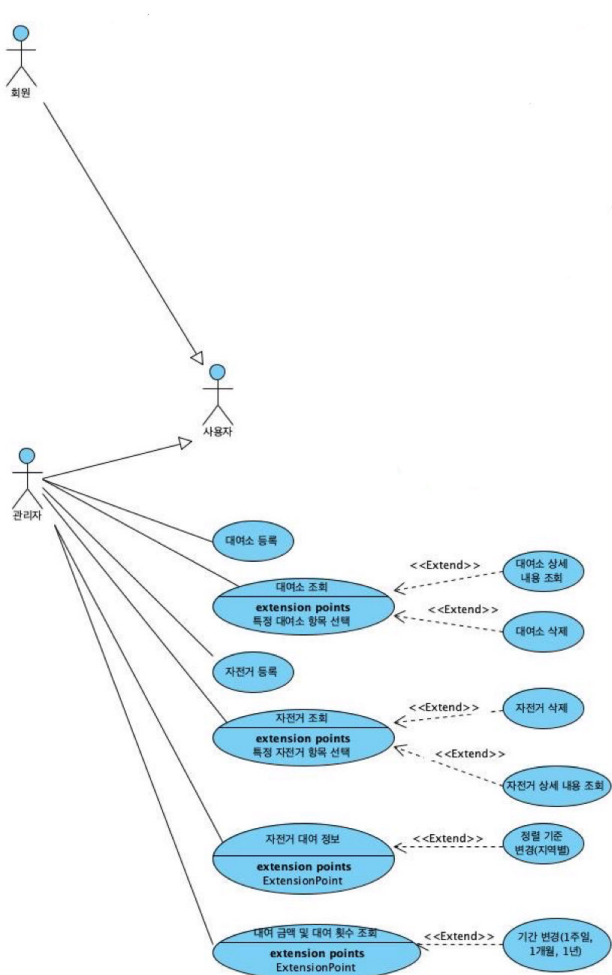 회원
사용자
관리자
대여소 등록
대여소 조회
extension points
특정 대여소 항목 선택
<<Extend>>
대여소 상세
내용 조회
<<Extend>>
대여소 삭제
자전거 등록
자전거 조회
extension points
특정 자전거 항목 선택
<<Extend>>
자전거 삭제
<<Extend>>
자전거 상세 내용 조회
자전거 대여 정보
extension points
ExtensionPoint
<<Extend>>
정렬 기준
변경(지역별)
대여 금액 및 대여 횟수 조회
extension points
ExtensionPoint
<<Extend>>
기간 변경(1주일,
1개월, 1년)